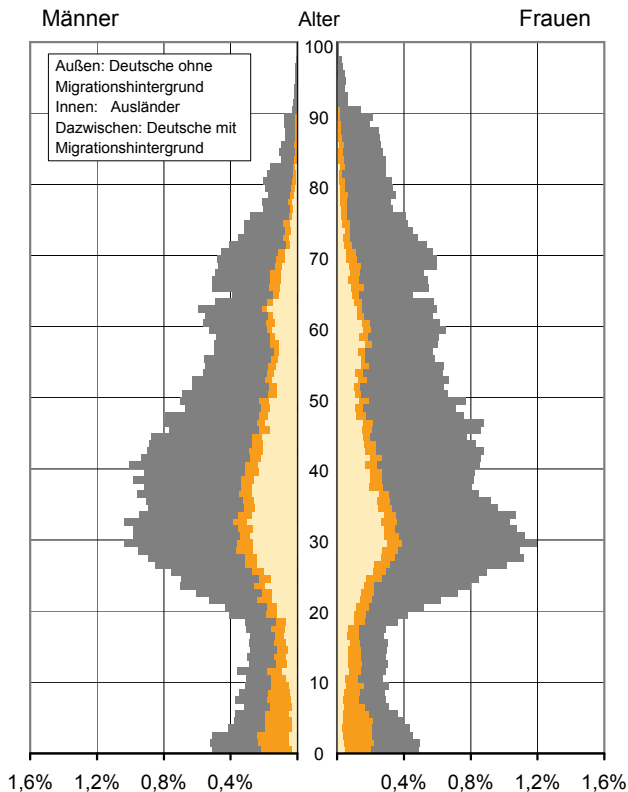 Männer Alter Frauen
Außen: Deutsche ohne
Migrationshintergrund
Innen: Ausländer
Dazwischen: Deutsche mit
Migrationshintergrund
100
90
80
70
60
50
40
30
20
10
0
1,6% 1,2% 0,8% 0,4% 0,4% 0,8% 1,2% 1,6%